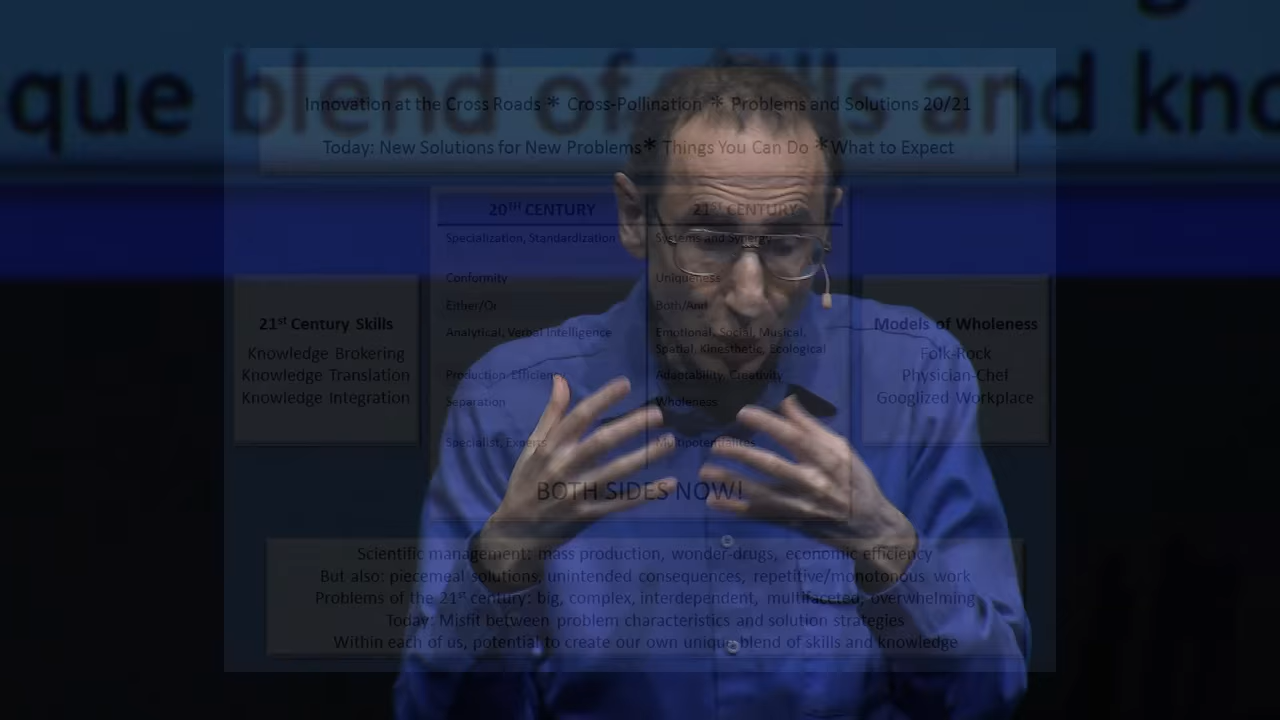 que blend of skills and kno
Innovation at the Cross Roads * Cross-Pollination * Problems and Solutions 20/21
Today: New Solutions for New Problems * Things You Can Do * What to Expect
20TH CENTURY 21ST CENTURY
Specialization, Standardization Systems and Synergy
Conformity Uniqueness
Either/Or Both/And
Analytical, Verbal Intelligence Emotional, Social, Musical,
Spatial, Kinesthetic, Ecological
Production Efficiency Adaptability, Creativity
Separation Wholeness
Specialist, Experts Multipotentialites
BOTH SIDES NOW!
21st Century Skills
Knowledge Brokering
Knowledge Translation
Knowledge Integration
Models of Wholeness
Folk-Rock
Physician-Chef
Googlized Workplace
Scientific management: mass production, wonder drugs, economic efficiency
But also: piecemeal solutions, unintended consequences, repetitive/monotonous work
Problems of the 21st century: big, complex, interdependent, multifaceted, overwhelming
Today: Misfit between problem characteristics and solution strategies
Within each of us, potential to create our own unique blend of skills and knowledge